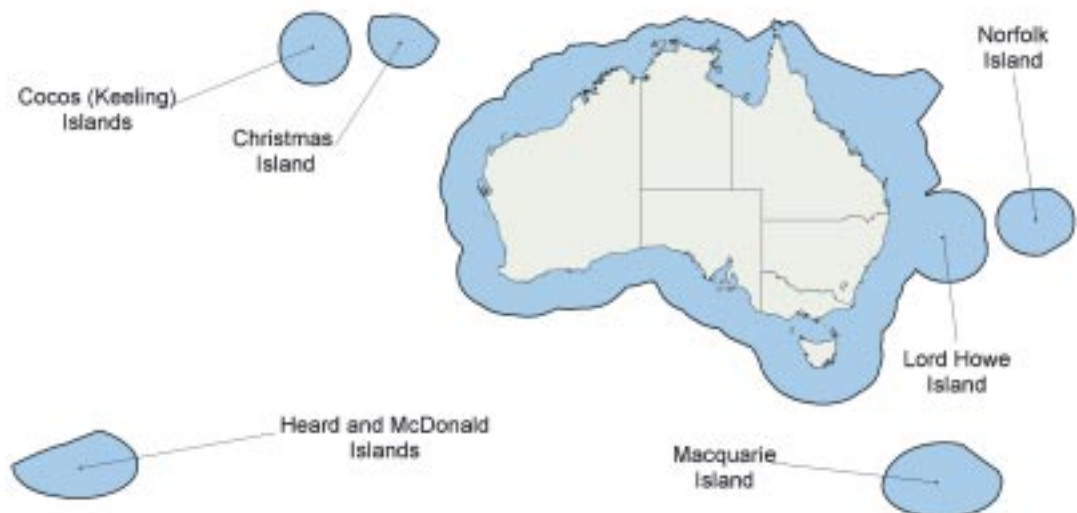 Norfolk
Island
Cocos (Keeling)
Islands
Christmas
Island
Lord Howe
Island
Heard and McDonald
Islands
Macquarie
Island